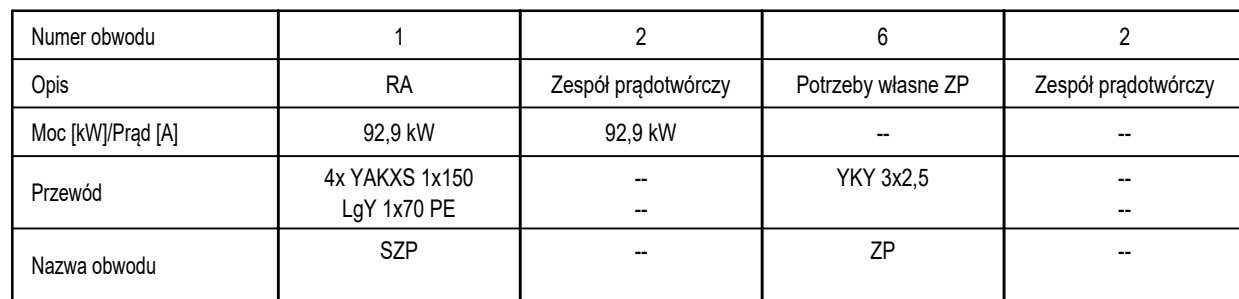 Numer obwodu 1 2 6 2
Opis RA Zespół prądotwórczy Potrzeby własne ZP Zespół prądotwórczy
Moc [kW]/Prąd [A] 92,9 kW 92,9 kW -- --
Przewód 4x YAKXS 1x150 -- YKY 3x2,5 --
LgY 1x70 PE -- --
Nazwa obwodu SZP -- ZP --